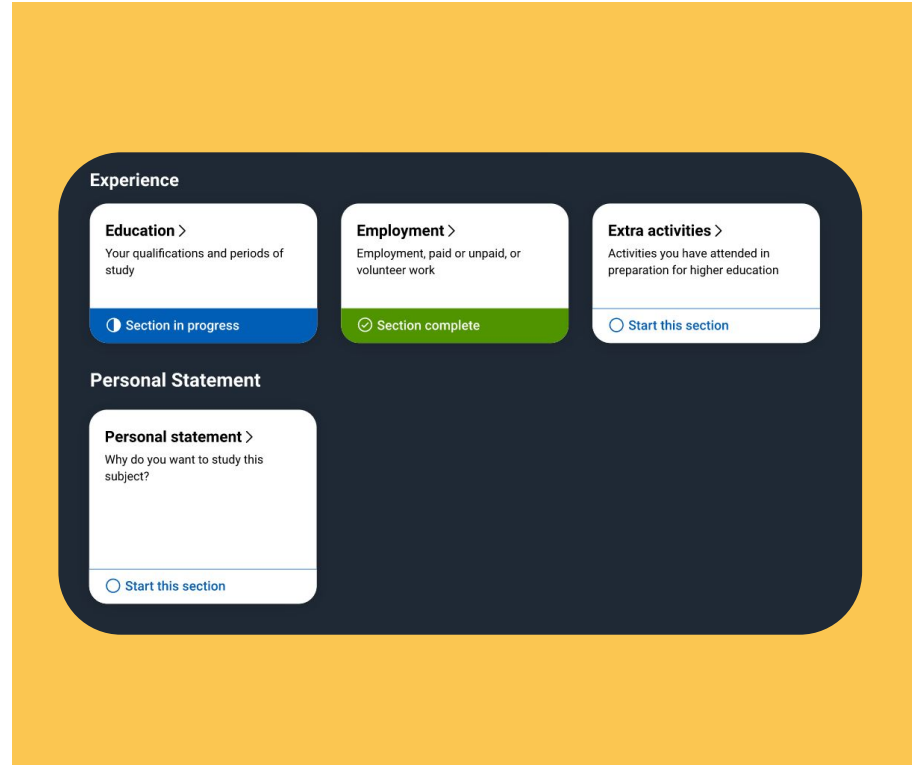 Experience
Education >
Your qualifications and periods of
study
Section in progress
Employment >
Employment, paid or unpaid, or
volunteer work
Section complete
Extra activities >
Activities you have attended in
preparation for higher education
Start this section
Personal Statement
Personal statement >
Why do you want to study this
subject?
Start this section